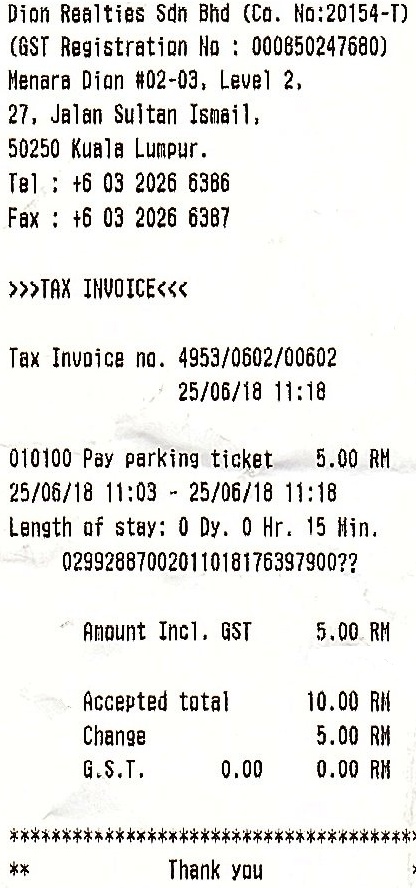 Dion Realties Sdn Bhd (Co. No:20154-T)
(GST Registration No : 000850247680)
Menara Dion #02-03, Level 2,
27, Jalan Sultan Ismail,
50250 Kuala Lumpur.
Tel : +6 03 2026 6386
Fax : +6 03 2026 6387
>>>TAX INVOICE<<<
Tax Invoice no. 4953/0602/00602
25/06/18 11:18
010100 Pay parking ticket 5.00 RM
25/06/18 11:03 - 25/06/18 11:18
Length of stay: 0 Dy. 0 Hr. 15 Min.
02992887002011018176397900??
Amount Incl. GST 5.00 RM
Accepted total 10.00 RM
Change 5.00 RM
G.S.T. 0.00 0.00 RM
***************************************
** Thank you